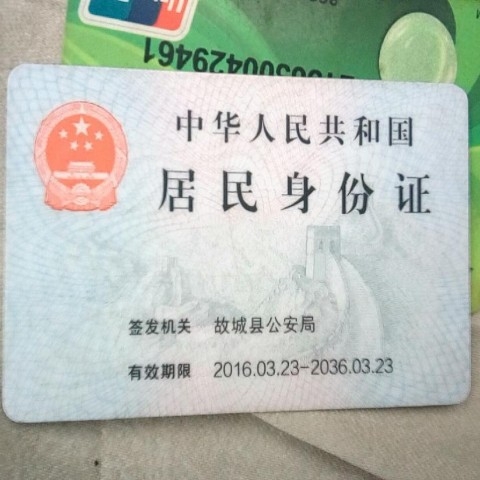 中华人民共和国
居民身份证
签发机关 故城县公安局
有效期限 2016.03.23-2036.03.23